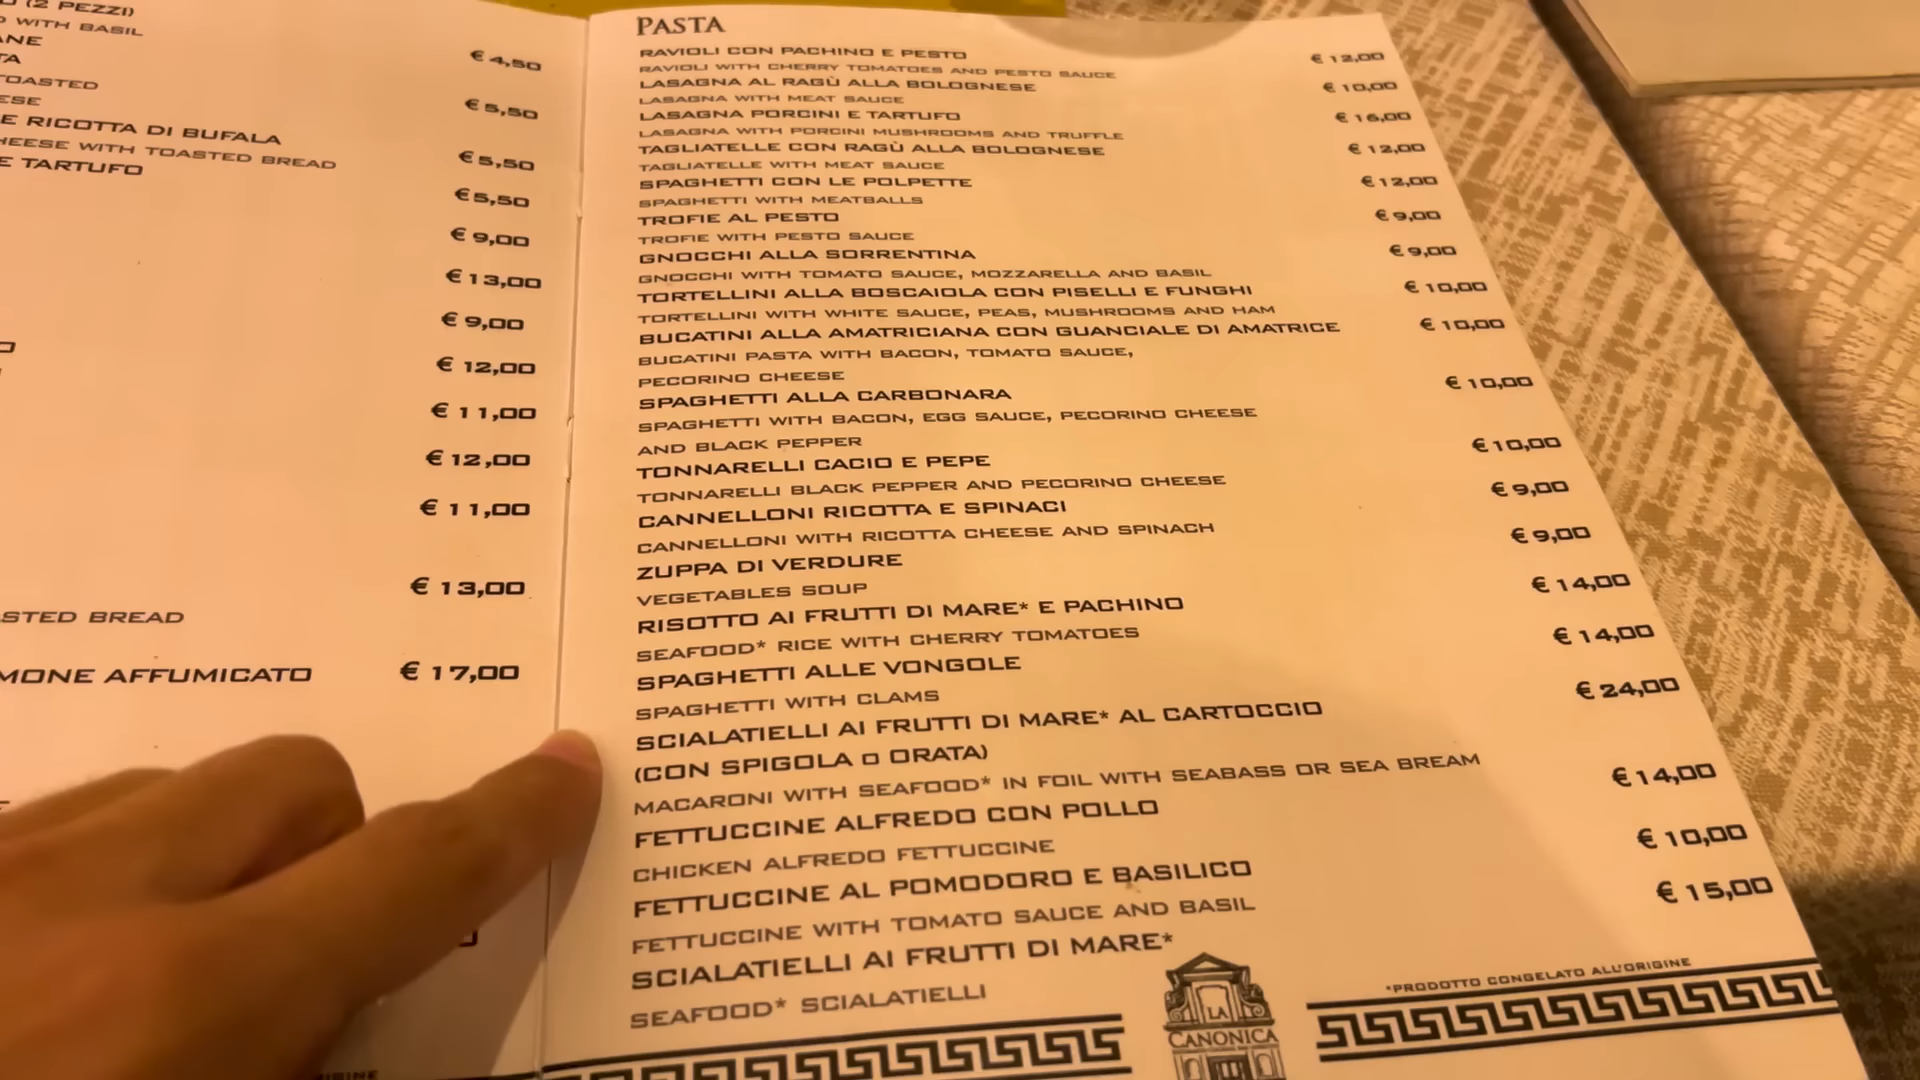 (2 PEZZI)
WITH BASIL
€ 4,50
TOASTED
€ 5,50
E RICOTTA DI BUFALA
CHEESE WITH TOASTED BREAD
€ 5,50
E TARTUFO
€ 5,50
€ 9,00
€ 13,00
€ 9,00
€ 12,00
€ 11,00
€ 12,00
€ 11,00
€ 13,00
BREAD
AFFUMICATO € 17,00
PASTA
RAVIOLI CON PACHINO E PESTO € 12,00
RAVIOLI WITH CHERRY TOMATOES AND PESTO SAUCE
LASAGNA AL RAGÙ ALLA BOLOGNESE € 10,00
LASAGNA WITH MEAT SAUCE
LASAGNA PORCINI E TARTUFO € 16,00
LASAGNA WITH PORCINI MUSHROOMS AND TRUFFLE
TAGLIATELLE CON RAGÙ ALLA BOLOGNESE € 12,00
TAGLIATELLE WITH MEAT SAUCE
SPAGHETTI CON LE POLPETTE € 12,00
SPAGHETTI WITH MEATBALLS
TROFIE AL PESTO € 9,00
TROFIE WITH PESTO SAUCE
GNOCCHI ALLA SORRENTINA € 9,00
GNOCCHI WITH TOMATO SAUCE, MOZZARELLA AND BASIL
TORTELLINI ALLA BOSCAIOLA CON PISELLI E FUNGHI € 10,00
TORTELLINI WITH WHITE SAUCE, PEAS, MUSHROOMS AND HAM
BUCATINI ALLA AMATRICIANA CON GUANCIALE DI AMATRICE € 10,00
BUCATINI PASTA WITH BACON, TOMATO SAUCE,
PECORINO CHEESE
SPAGHETTI ALLA CARBONARA € 10,00
SPAGHETTI WITH BACON, EGG SAUCE, PECORINO CHEESE
AND BLACK PEPPER
TONNARELLI CACIO E PEPE € 10,00
TONNARELLI BLACK PEPPER AND PECORINO CHEESE
CANNELLONI RICOTTA E SPINACI € 9,00
CANNELLONI WITH RICOTTA CHEESE AND SPINACH
ZUPPA DI VERDURE € 9,00
VEGETABLES SOUP
RISOTTO AI FRUTTI DI MARE* E PACHINO € 14,00
SEAFOOD* RICE WITH CHERRY TOMATOES
SPAGHETTI ALLE VONGOLE € 14,00
SPAGHETTI WITH CLAMS
SCIALATIELLI AI FRUTTI DI MARE* AL CARTOCCIO € 24,00
(CON SPIGOLA O ORATA)
MACARONI WITH SEAFOOD* IN FOIL WITH SEABASS OR SEA BREAM
FETTUCCINE ALFREDO CON POLLO € 14,00
CHICKEN ALFREDO FETTUCCINE
FETTUCCINE AL POMODORO E BASILICO € 10,00
FETTUCCINE WITH TOMATO SAUCE AND BASIL
SCIALATIELLI AI FRUTTI DI MARE* € 15,00
SEAFOOD* SCIALATIELLI
*PRODOTTO CONGELATO ALL'ORIGINE
LA
CANONICA